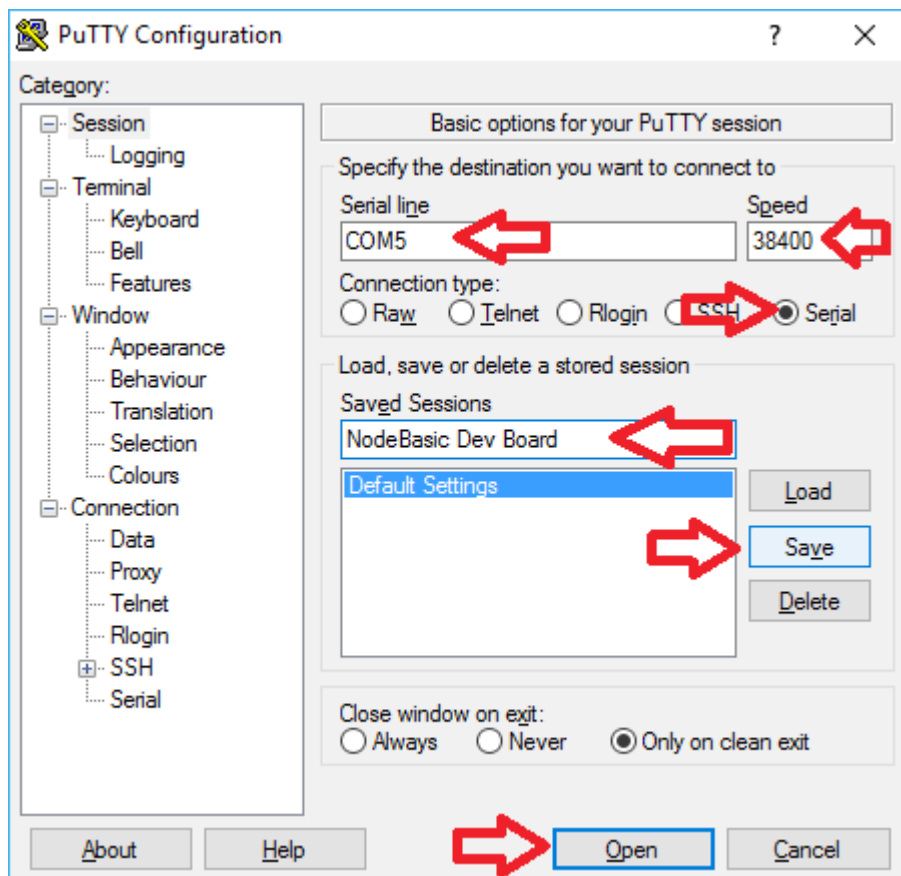 PuTTY Configuration
?
Category:
Session
Logging
Terminal
Keyboard
Bell
Features
Window
Appearance
Behaviour
Translation
Selection
Colours
Connection
Data
Proxy
Telnet
Rlogin
SSH
Serial
Basic options for your PuTTY session
Specify the destination you want to connect to
Serial line Speed
COM5 38400
Connection type:
Raw Telnet Rlogin SSH Serial
Load, save or delete a stored session
Saved Sessions
NodeBasic Dev Board
Default Settings
Load
Save
Delete
Close window on exit:
Always Never Only on clean exit
About Help Open Cancel